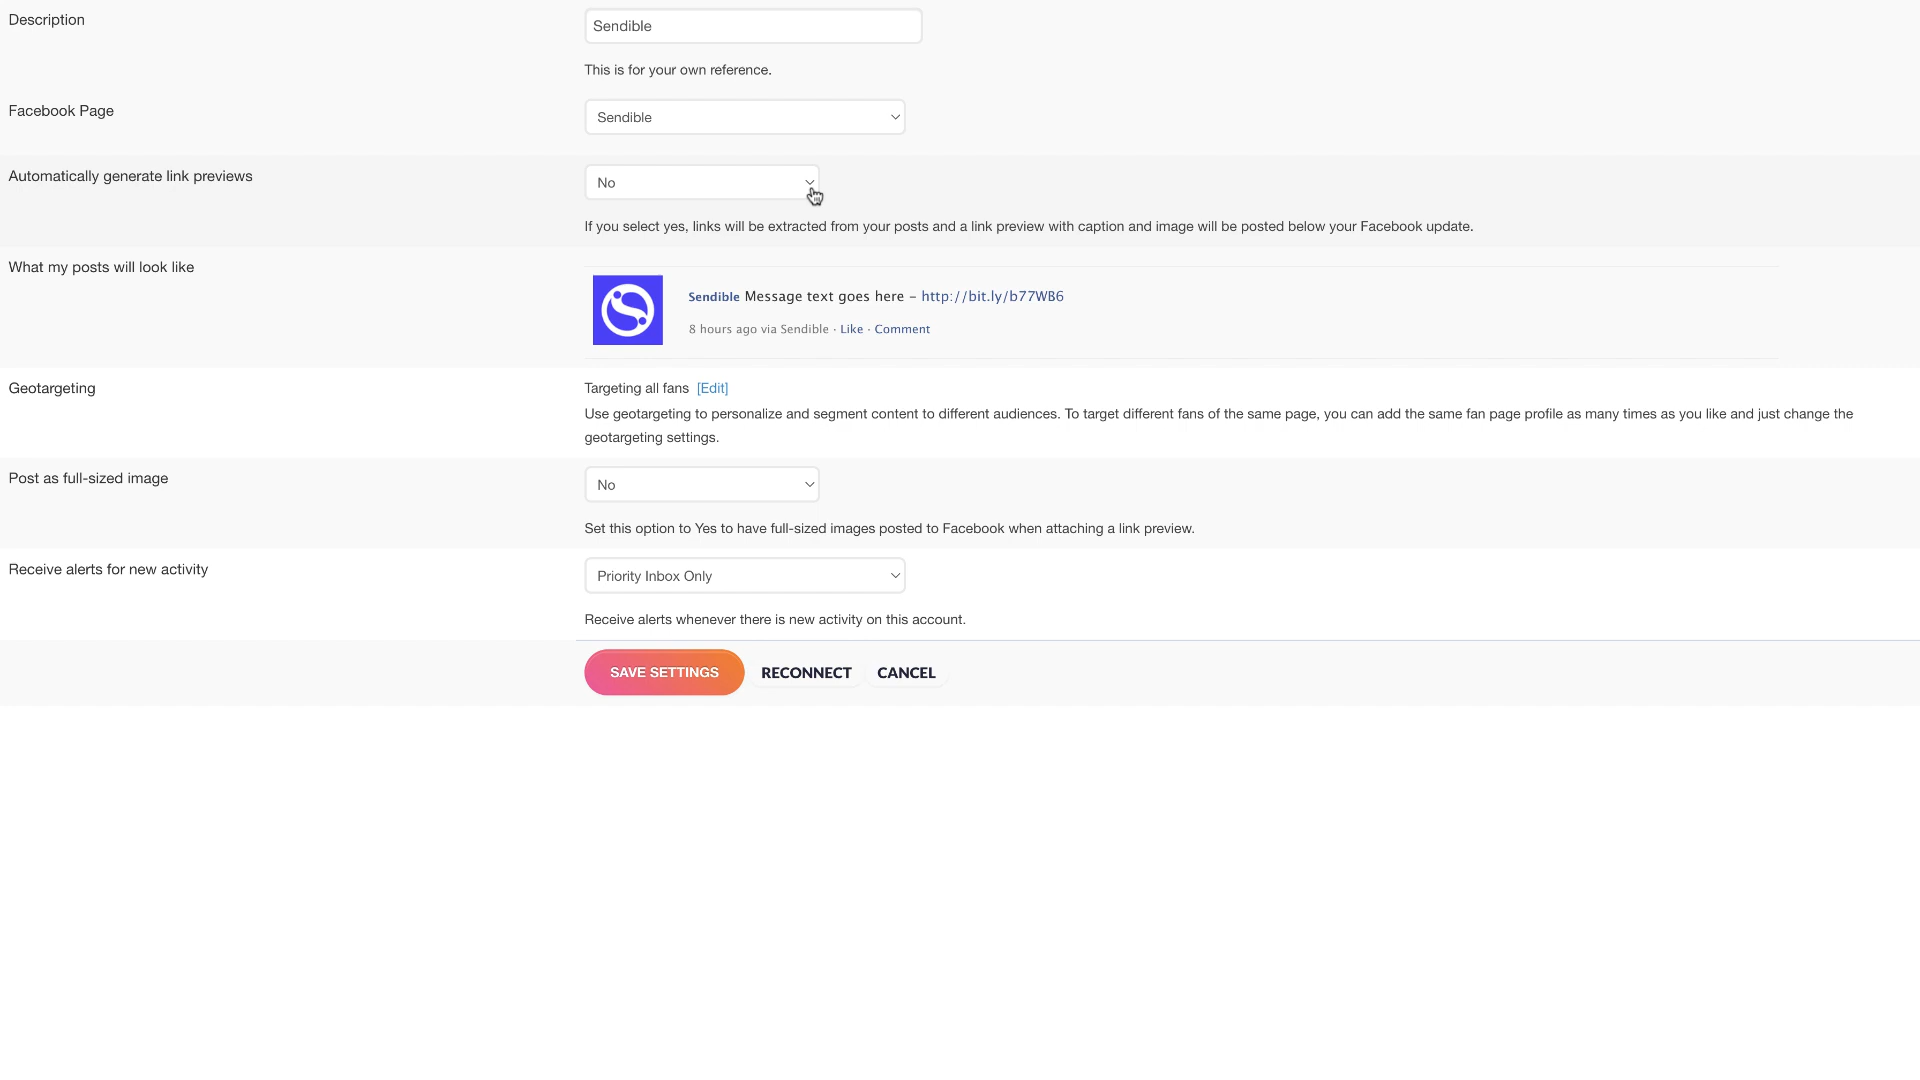 Description
Sendible
This is for your own reference.
Facebook Page
Sendible
Automatically generate link previews
No
If you select yes, links will be extracted from your posts and a link preview with caption and image will be posted below your Facebook update.
What my posts will look like
Sendible Message text goes here – http://bit.ly/b77WB6
8 hours ago via Sendible · Like · Comment
Geotargeting
Targeting all fans [Edit]
Use geotargeting to personalize and segment content to different audiences. To target different fans of the same page, you can add the same fan page profile as many times as you like and just change the
geotargeting settings.
Post as full-sized image
No
Set this option to Yes to have full-sized images posted to Facebook when attaching a link preview.
Receive alerts for new activity
Priority Inbox Only
Receive alerts whenever there is new activity on this account.
SAVE SETTINGS RECONNECT CANCEL